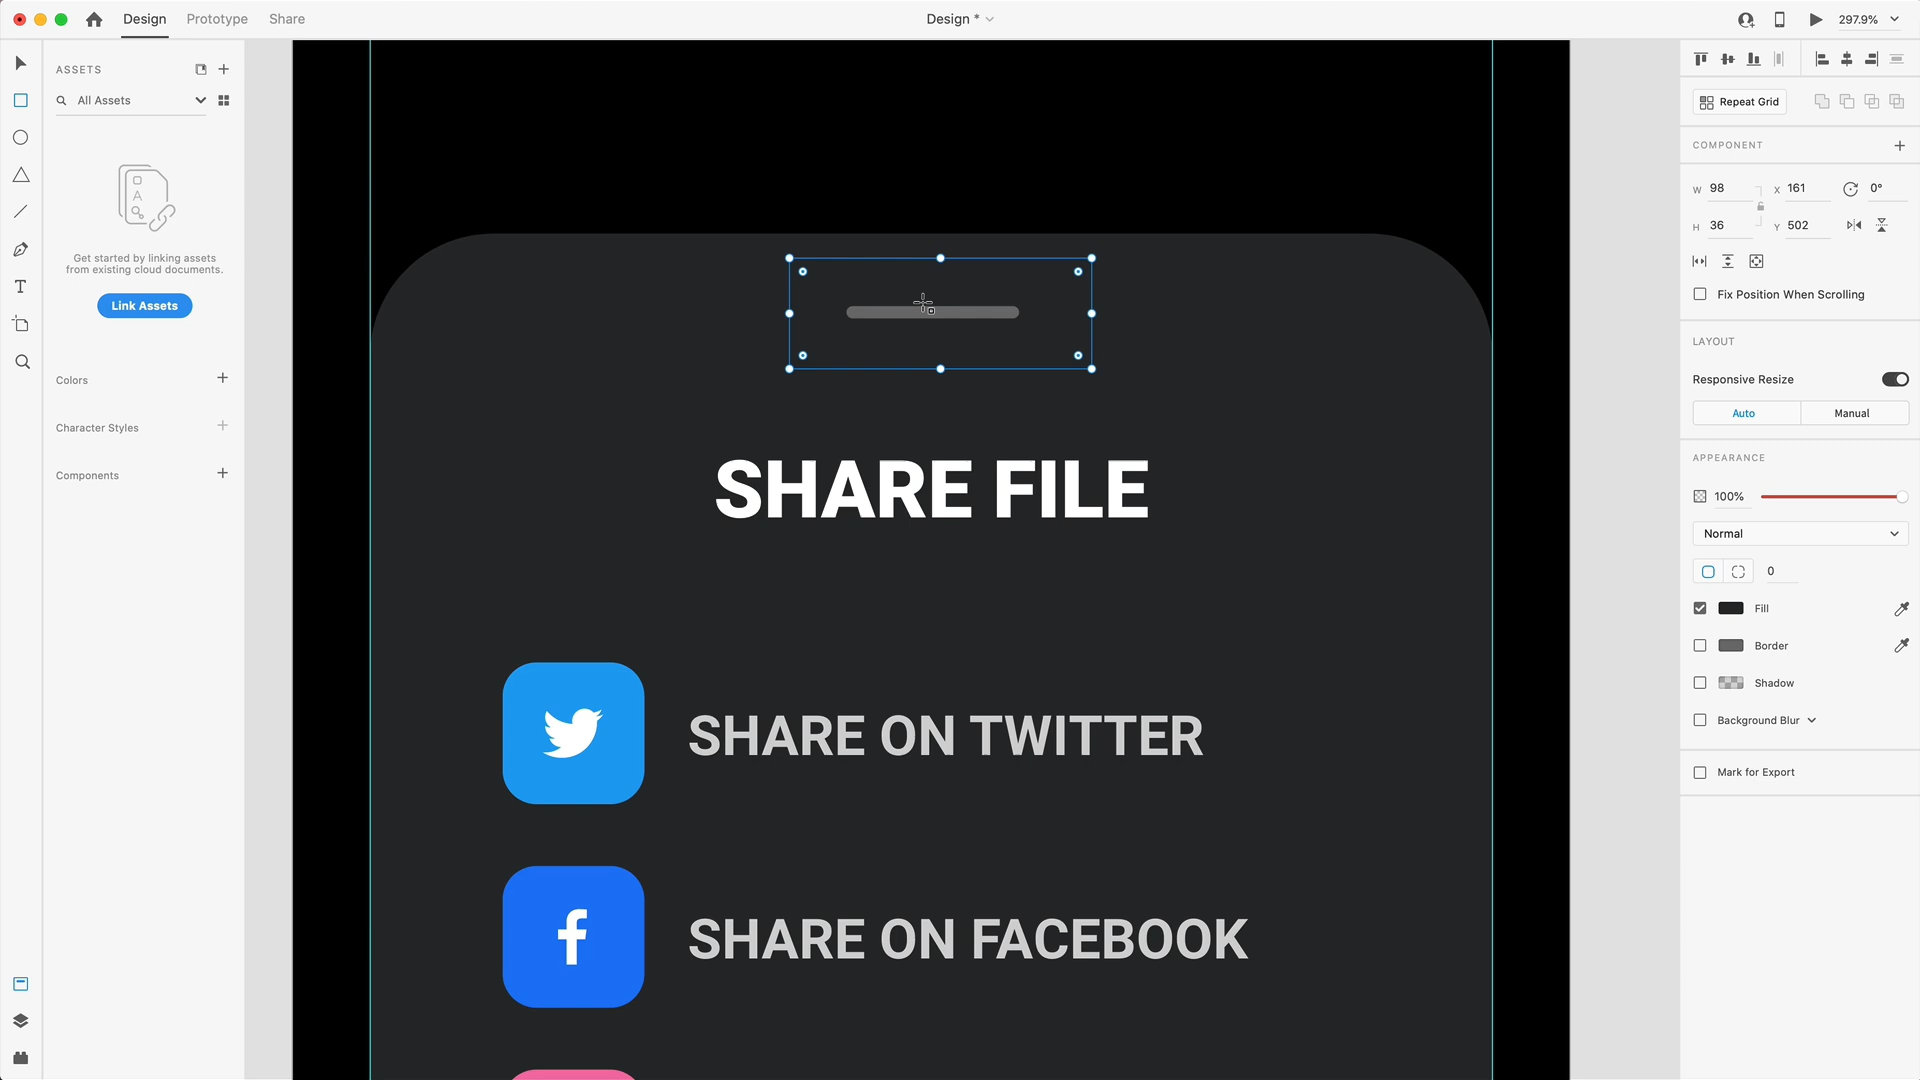 Design
Prototype
Share
Design *
297.9%
ASSETS
All Assets
A
Get started by linking assets
from existing cloud documents.
Link Assets
Colors
Character Styles
Components
SHARE FILE
SHARE ON TWITTER
SHARE ON FACEBOOK
Repeat Grid
COMPONENT
W 98
X 161
0°
H 36
Y 502
Fix Position When Scrolling
LAYOUT
Responsive Resize
Auto
Manual
APPEARANCE
100%
Normal
0
Fill
Border
Shadow
Background Blur
Mark for Export